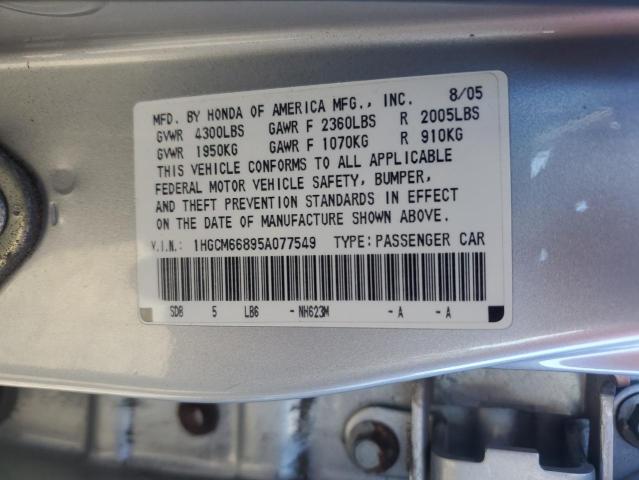 MFD. BY HONDA OF AMERICA MFG., INC. 8/05
GVWR 4300LBS GAWR F 2360LBS R 2005LBS
GVWR 1950KG GAWR F 1070KG R 910KG
THIS VEHICLE CONFORMS TO ALL APPLICABLE
FEDERAL MOTOR VEHICLE SAFETY, BUMPER,
AND THEFT PREVENTION STANDARDS IN EFFECT
ON THE DATE OF MANUFACTURE SHOWN ABOVE.
V.I.N.: 1HGCM66895A077549 TYPE: PASSENGER CAR
SDB 5 LB6 - NH623M - A - A